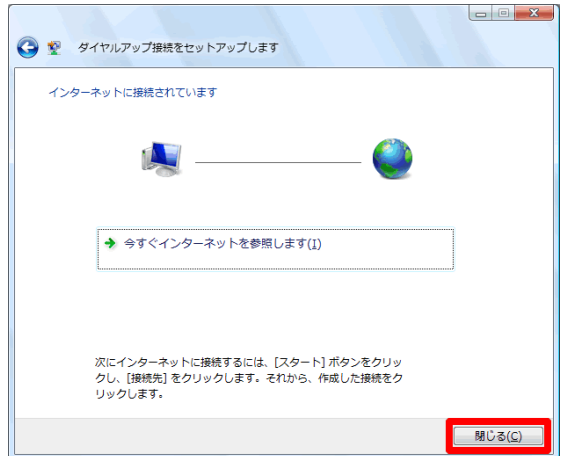 ダイヤルアップ接続をセットアップします
インターネットに接続されています
今すぐインターネットを参照します(I)
次にインターネットに接続するには、[スタート] ボタンをクリッ
クし、[接続先] をクリックします。それから、作成した接続をク
リックします。
閉じる(C)